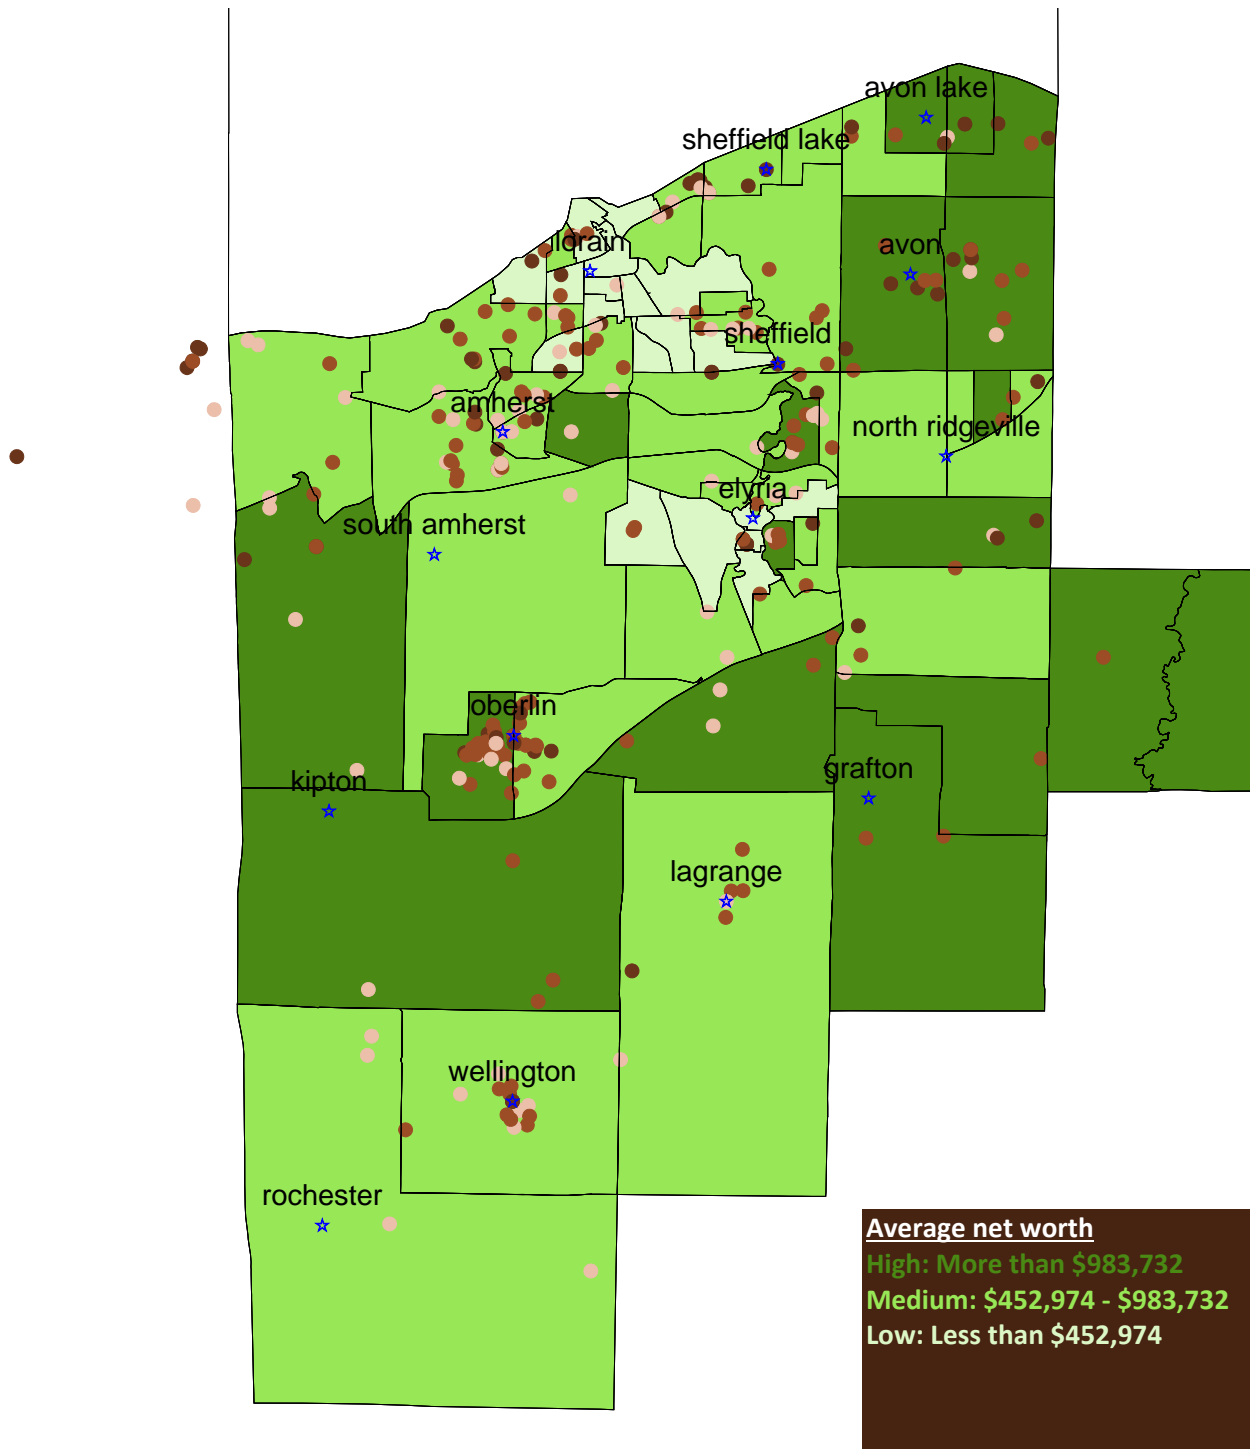 avon lake
sheffield lake
lorain
avon
sheffield
amherst
north ridgeville
elyria
south amherst
oberlin
kipton
grafton
lagrange
wellington
rochester
Average net worth
High: More than $983,732
Medium: $452,974 - $983,732
Low: Less than $452,974